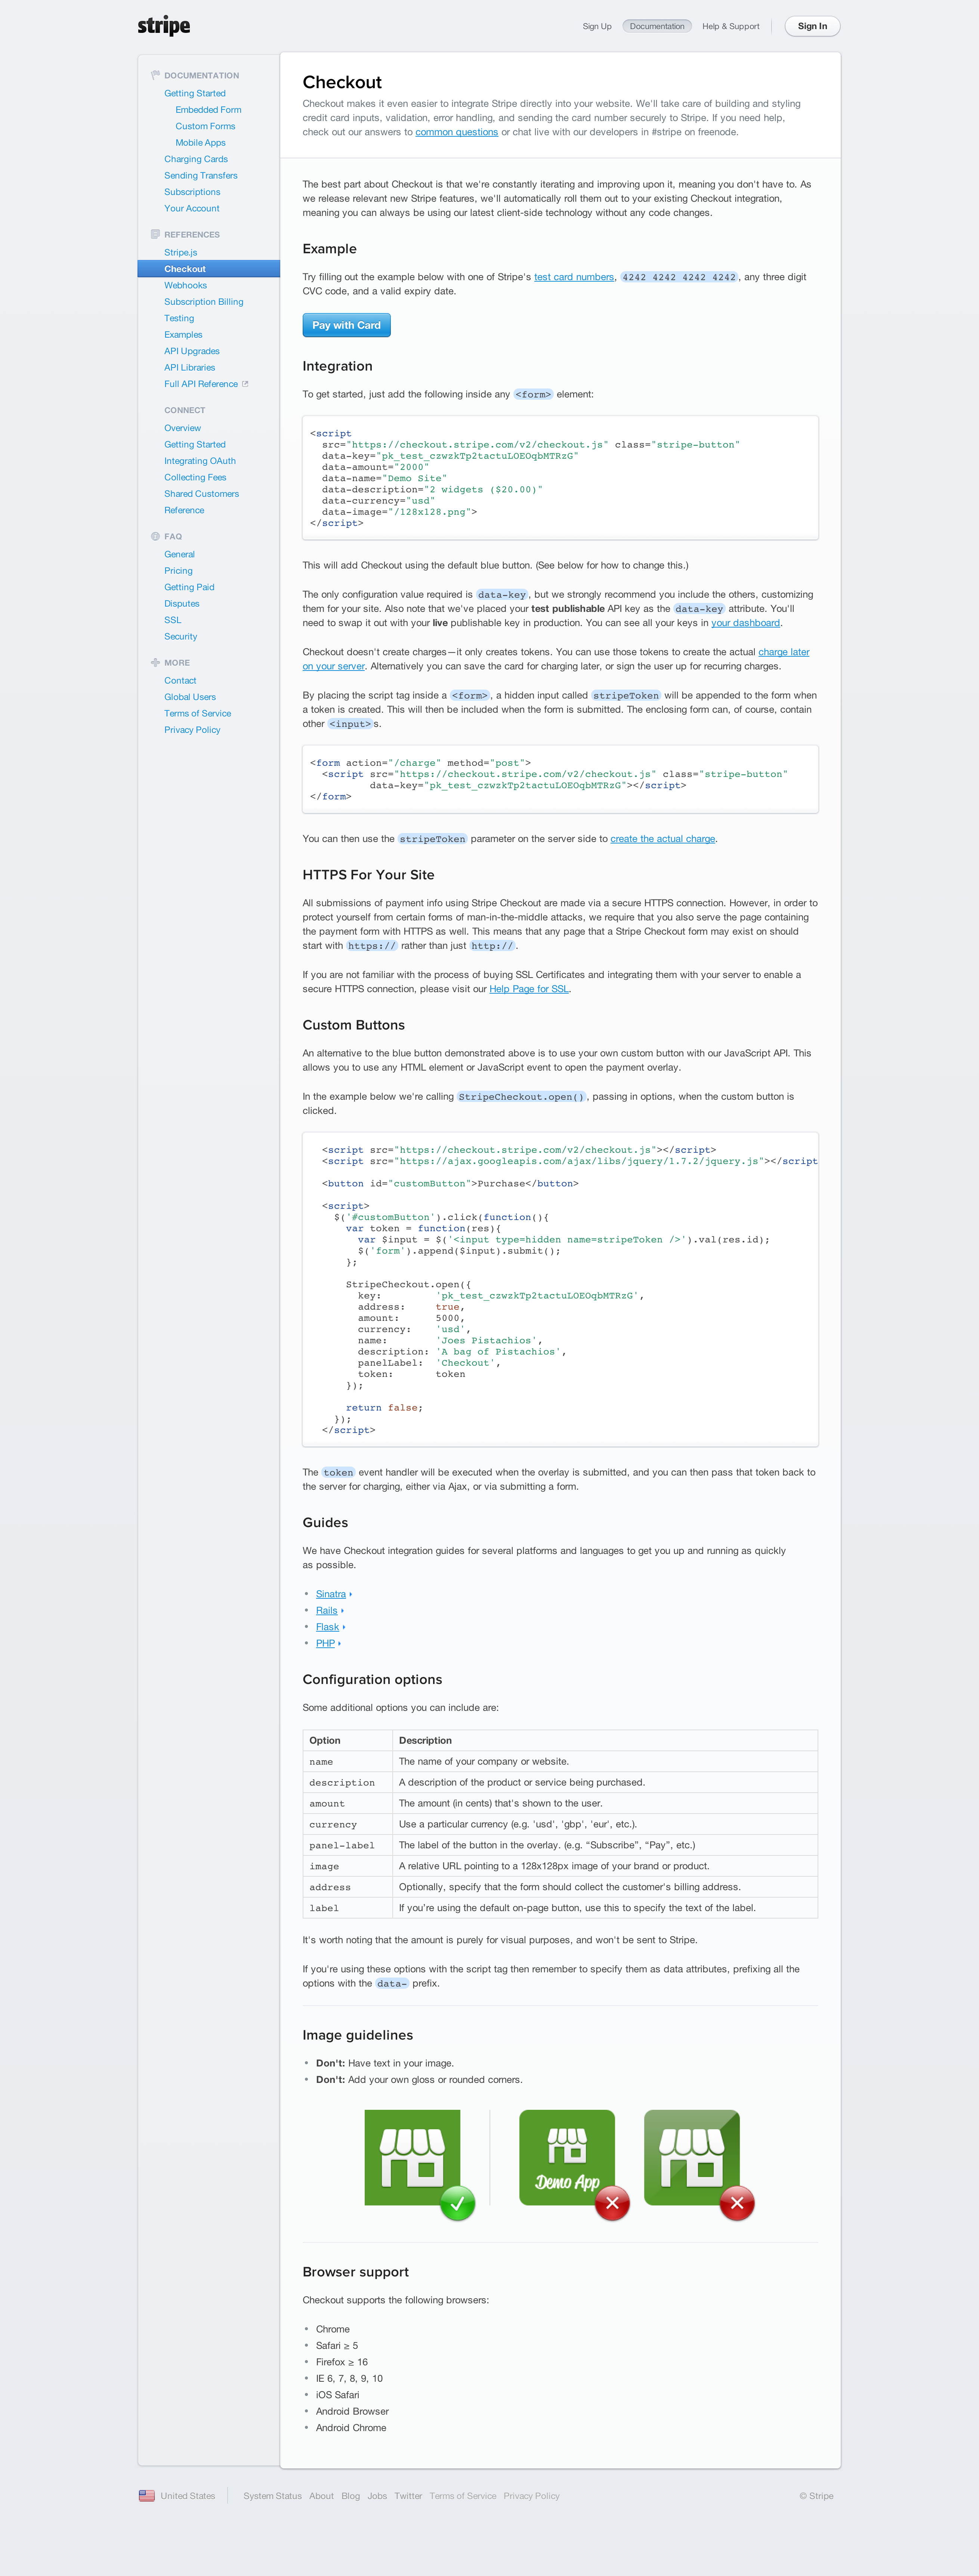 stripe
Sign Up Documentation Help & Support Sign In
DOCUMENTATION
Getting Started
Embedded Form
Custom Forms
Mobile Apps
Charging Cards
Sending Transfers
Subscriptions
Your Account
REFERENCES
Stripe.js
Checkout
Webhooks
Subscription Billing
Testing
Examples
API Upgrades
API Libraries
Full API Reference
CONNECT
Overview
Getting Started
Integrating OAuth
Collecting Fees
Shared Customers
Reference
FAQ
General
Pricing
Getting Paid
Disputes
SSL
Security
MORE
Contact
Global Users
Terms of Service
Privacy Policy
Checkout
Checkout makes it even easier to integrate Stripe directly into your website. We'll take care of building and styling
credit card inputs, validation, error handling, and sending the card number securely to Stripe. If you need help,
check out our answers to common questions or chat live with our developers in #stripe on freenode.
The best part about Checkout is that we're constantly iterating and improving upon it, meaning you don't have to. As
we release relevant new Stripe features, we'll automatically roll them out to your existing Checkout integration,
meaning you can always be using our latest client-side technology without any code changes.
Example
Try filling out the example below with one of Stripe's test card numbers, 4242 4242 4242 4242, any three digit
CVC code, and a valid expiry date.
Pay with Card
Integration
To get started, just add the following inside any <form> element:
<script
src="https://checkout.stripe.com/v2/checkout.js" class="stripe-button"
data-key="pk_test_czwzkTp2tactuLOEOqbMTRzG"
data-amount="2000"
data-name="Demo Site"
data-description="2 widgets ($20.00)"
data-currency="usd"
data-image="/128x128.png">
</script>
This will add Checkout using the default blue button. (See below for how to change this.)
The only configuration value required is data-key, but we strongly recommend you include the others, customizing
them for your site. Also note that we've placed your test publishable API key as the data-key attribute. You'll
need to swap it out with your live publishable key in production. You can see all your keys in your dashboard.
Checkout doesn't create charges—it only creates tokens. You can use those tokens to create the actual charge later
on your server. Alternatively you can save the card for charging later, or sign the user up for recurring charges.
By placing the script tag inside a <form>, a hidden input called stripeToken will be appended to the form when
a token is created. This will then be included when the form is submitted. The enclosing form can, of course, contain
other <input>s.
<form action="/charge" method="post">
<script src="https://checkout.stripe.com/v2/checkout.js" class="stripe-button"
data-key="pk_test_czwzkTp2tactuLOEOqbMTRzG"></script>
</form>
You can then use the stripeToken parameter on the server side to create the actual charge.
HTTPS For Your Site
All submissions of payment info using Stripe Checkout are made via a secure HTTPS connection. However, in order to
protect yourself from certain forms of man-in-the-middle attacks, we require that you also serve the page containing
the payment form with HTTPS as well. This means that any page that a Stripe Checkout form may exist on should
start with https:// rather than just http://.
If you are not familiar with the process of buying SSL Certificates and integrating them with your server to enable a
secure HTTPS connection, please visit our Help Page for SSL.
Custom Buttons
An alternative to the blue button demonstrated above is to use your own custom button with our JavaScript API. This
allows you to use any HTML element or JavaScript event to open the payment overlay.
In the example below we're calling StripeCheckout.open(), passing in options, when the custom button is
clicked.
<script src="https://checkout.stripe.com/v2/checkout.js"></script>
<script src="https://ajax.googleapis.com/ajax/libs/jquery/1.7.2/jquery.js"></script
<button id="customButton">Purchase</button>
<script>
$('#customButton').click(function(){
var token = function(res){
var $input = $('<input type=hidden name=stripeToken />').val(res.id);
$('form').append($input).submit();
};
StripeCheckout.open({
key: 'pk_test_czwzkTp2tactuLOEOqbMTRzG',
address: true,
amount: 5000,
currency: 'usd',
name: 'Joes Pistachios',
description: 'A bag of Pistachios',
panelLabel: 'Checkout',
token: token
});
return false;
});
</script>
The token event handler will be executed when the overlay is submitted, and you can then pass that token back to
the server for charging, either via Ajax, or via submitting a form.
Guides
We have Checkout integration guides for several platforms and languages to get you up and running as quickly
as possible.
• Sinatra
• Rails
• Flask
• PHP
Configuration options
Some additional options you can include are:
Option Description
name The name of your company or website.
description A description of the product or service being purchased.
amount The amount (in cents) that's shown to the user.
currency Use a particular currency (e.g. 'usd', 'gbp', 'eur', etc.).
panel-label The label of the button in the overlay. (e.g. “Subscribe”, “Pay”, etc.)
image A relative URL pointing to a 128x128px image of your brand or product.
address Optionally, specify that the form should collect the customer's billing address.
label If you're using the default on-page button, use this to specify the text of the label.
It's worth noting that the amount is purely for visual purposes, and won't be sent to Stripe.
If you're using these options with the script tag then remember to specify them as data attributes, prefixing all the
options with the data- prefix.
Image guidelines
• Don't: Have text in your image.
• Don't: Add your own gloss or rounded corners.
Demo App
Browser support
Checkout supports the following browsers:
• Chrome
• Safari ≥ 5
• Firefox ≥ 16
• IE 6, 7, 8, 9, 10
• iOS Safari
• Android Browser
• Android Chrome
United States System Status About Blog Jobs Twitter Terms of Service Privacy Policy © Stripe